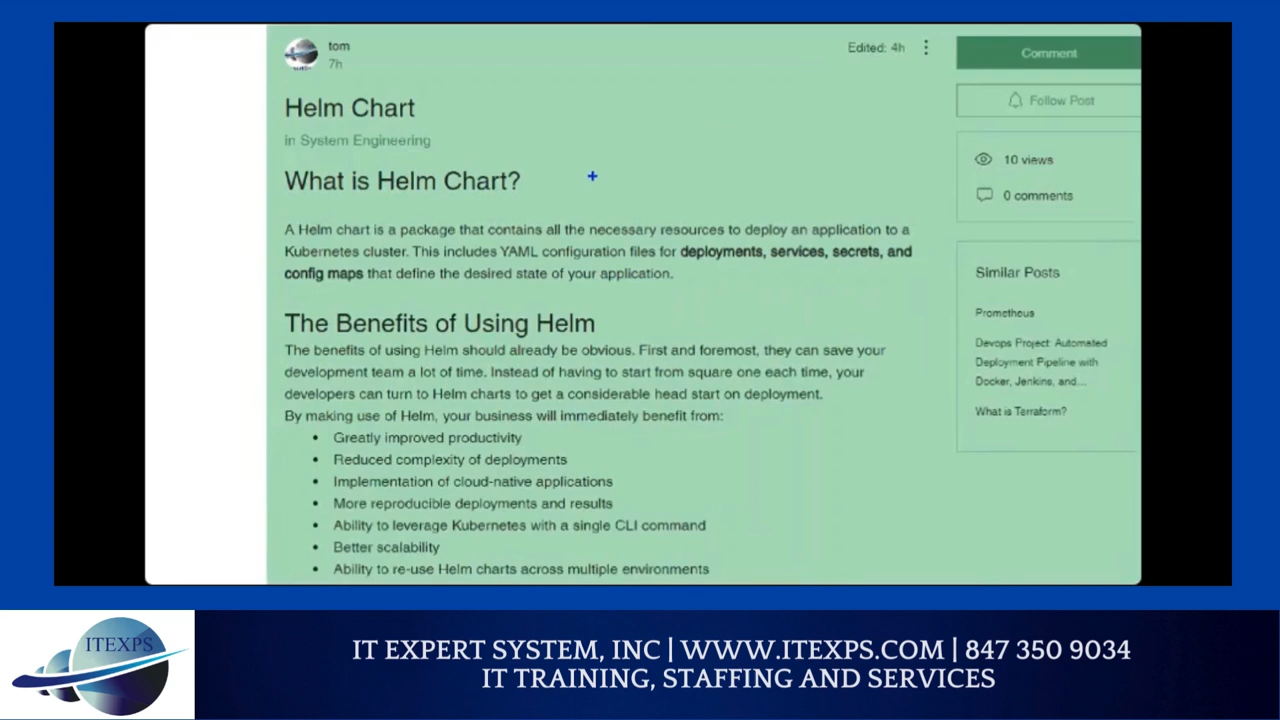 tom
7h
Edited: 4h
Comment
Helm Chart
in System Engineering
Follow Post
What is Helm Chart?
10 views
0 comments
A Helm chart is a package that contains all the necessary resources to deploy an application to a
Kubernetes cluster. This includes YAML configuration files for deployments, services, secrets, and
config maps that define the desired state of your application.
Similar Posts
Prometheus
Devops Project: Automated
Deployment Pipeline with
Docker, Jenkins, and...
What is Terraform?
The Benefits of Using Helm
The benefits of using Helm should already be obvious. First and foremost, they can save your
development team a lot of time. Instead of having to start from square one each time, your
developers can turn to Helm charts to get a considerable head start on deployment.
By making use of Helm, your business will immediately benefit from:
• Greatly improved productivity
• Reduced complexity of deployments
• Implementation of cloud-native applications
• More reproducible deployments and results
• Ability to leverage Kubernetes with a single CLI command
• Better scalability
• Ability to re-use Helm charts across multiple environments
ITEXPS
IT EXPERT SYSTEM, INC | WWW.ITEXPS.COM | 847 350 9034
IT TRAINING, STAFFING AND SERVICES